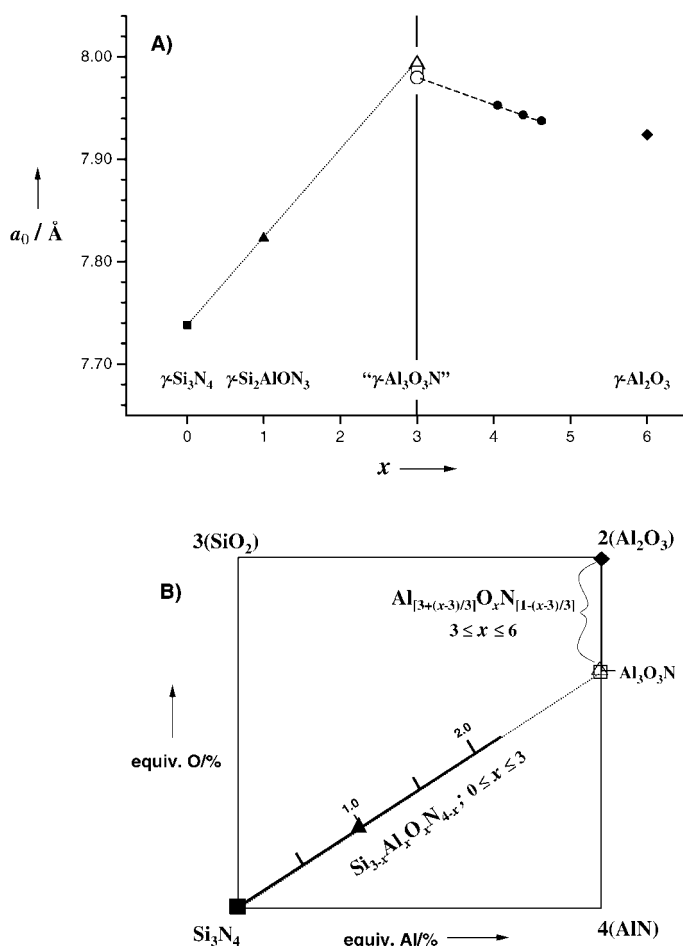 A)
8.00
7.90
7.80
7.70
a₀ / Å
γ-Si₃N₄ γ-Si₂AlON₃ “γ-Al₃O₃N” γ-Al₂O₃
0 1 2 3 4 5 6
x
3(SiO₂) 2(Al₂O₃)
B)
Al[3+(x-3)/3]OₓN[1-(x-3)/3]
3 ≤ x ≤ 6
Al₃O₃N
equiv. O/%
2.0
1.0
Si₃₋ₓAlₓOₓN₄₋ₓ; 0 ≤ x ≤ 3
Si₃N₄ 4(AlN)
equiv. Al/%